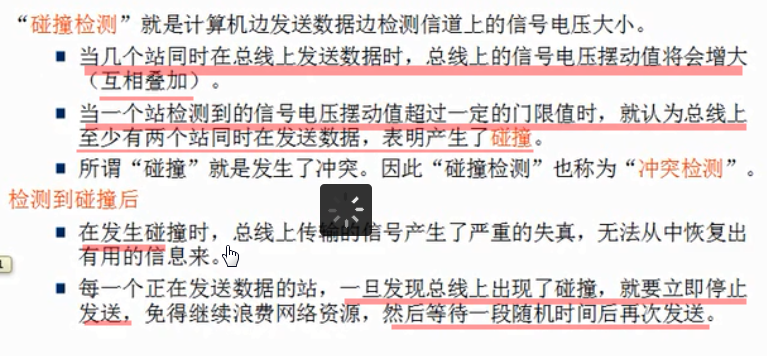 “碰撞检测”就是计算机边发送数据边检测信道上的信号电压大小。
当几个站同时在总线上发送数据时，总线上的信号电压摆动值将会增大
（互相叠加）。
当一个站检测到的信号电压摆动值超过一定的门限值时，就认为总线上
至少有两个站同时在发送数据，表明产生了碰撞。
所谓“碰撞”就是发生了冲突。因此“碰撞检测”也称为“冲突检测”。
检测到碰撞后
在发生碰撞时，总线上传输的信号产生了严重的失真，无法从中恢复出
有用的信息来。
每一个正在发送数据的站，一旦发现总线上出现了碰撞，就要立即停止
发送，免得继续浪费网络资源，然后等待一段随机时间后再次发送。